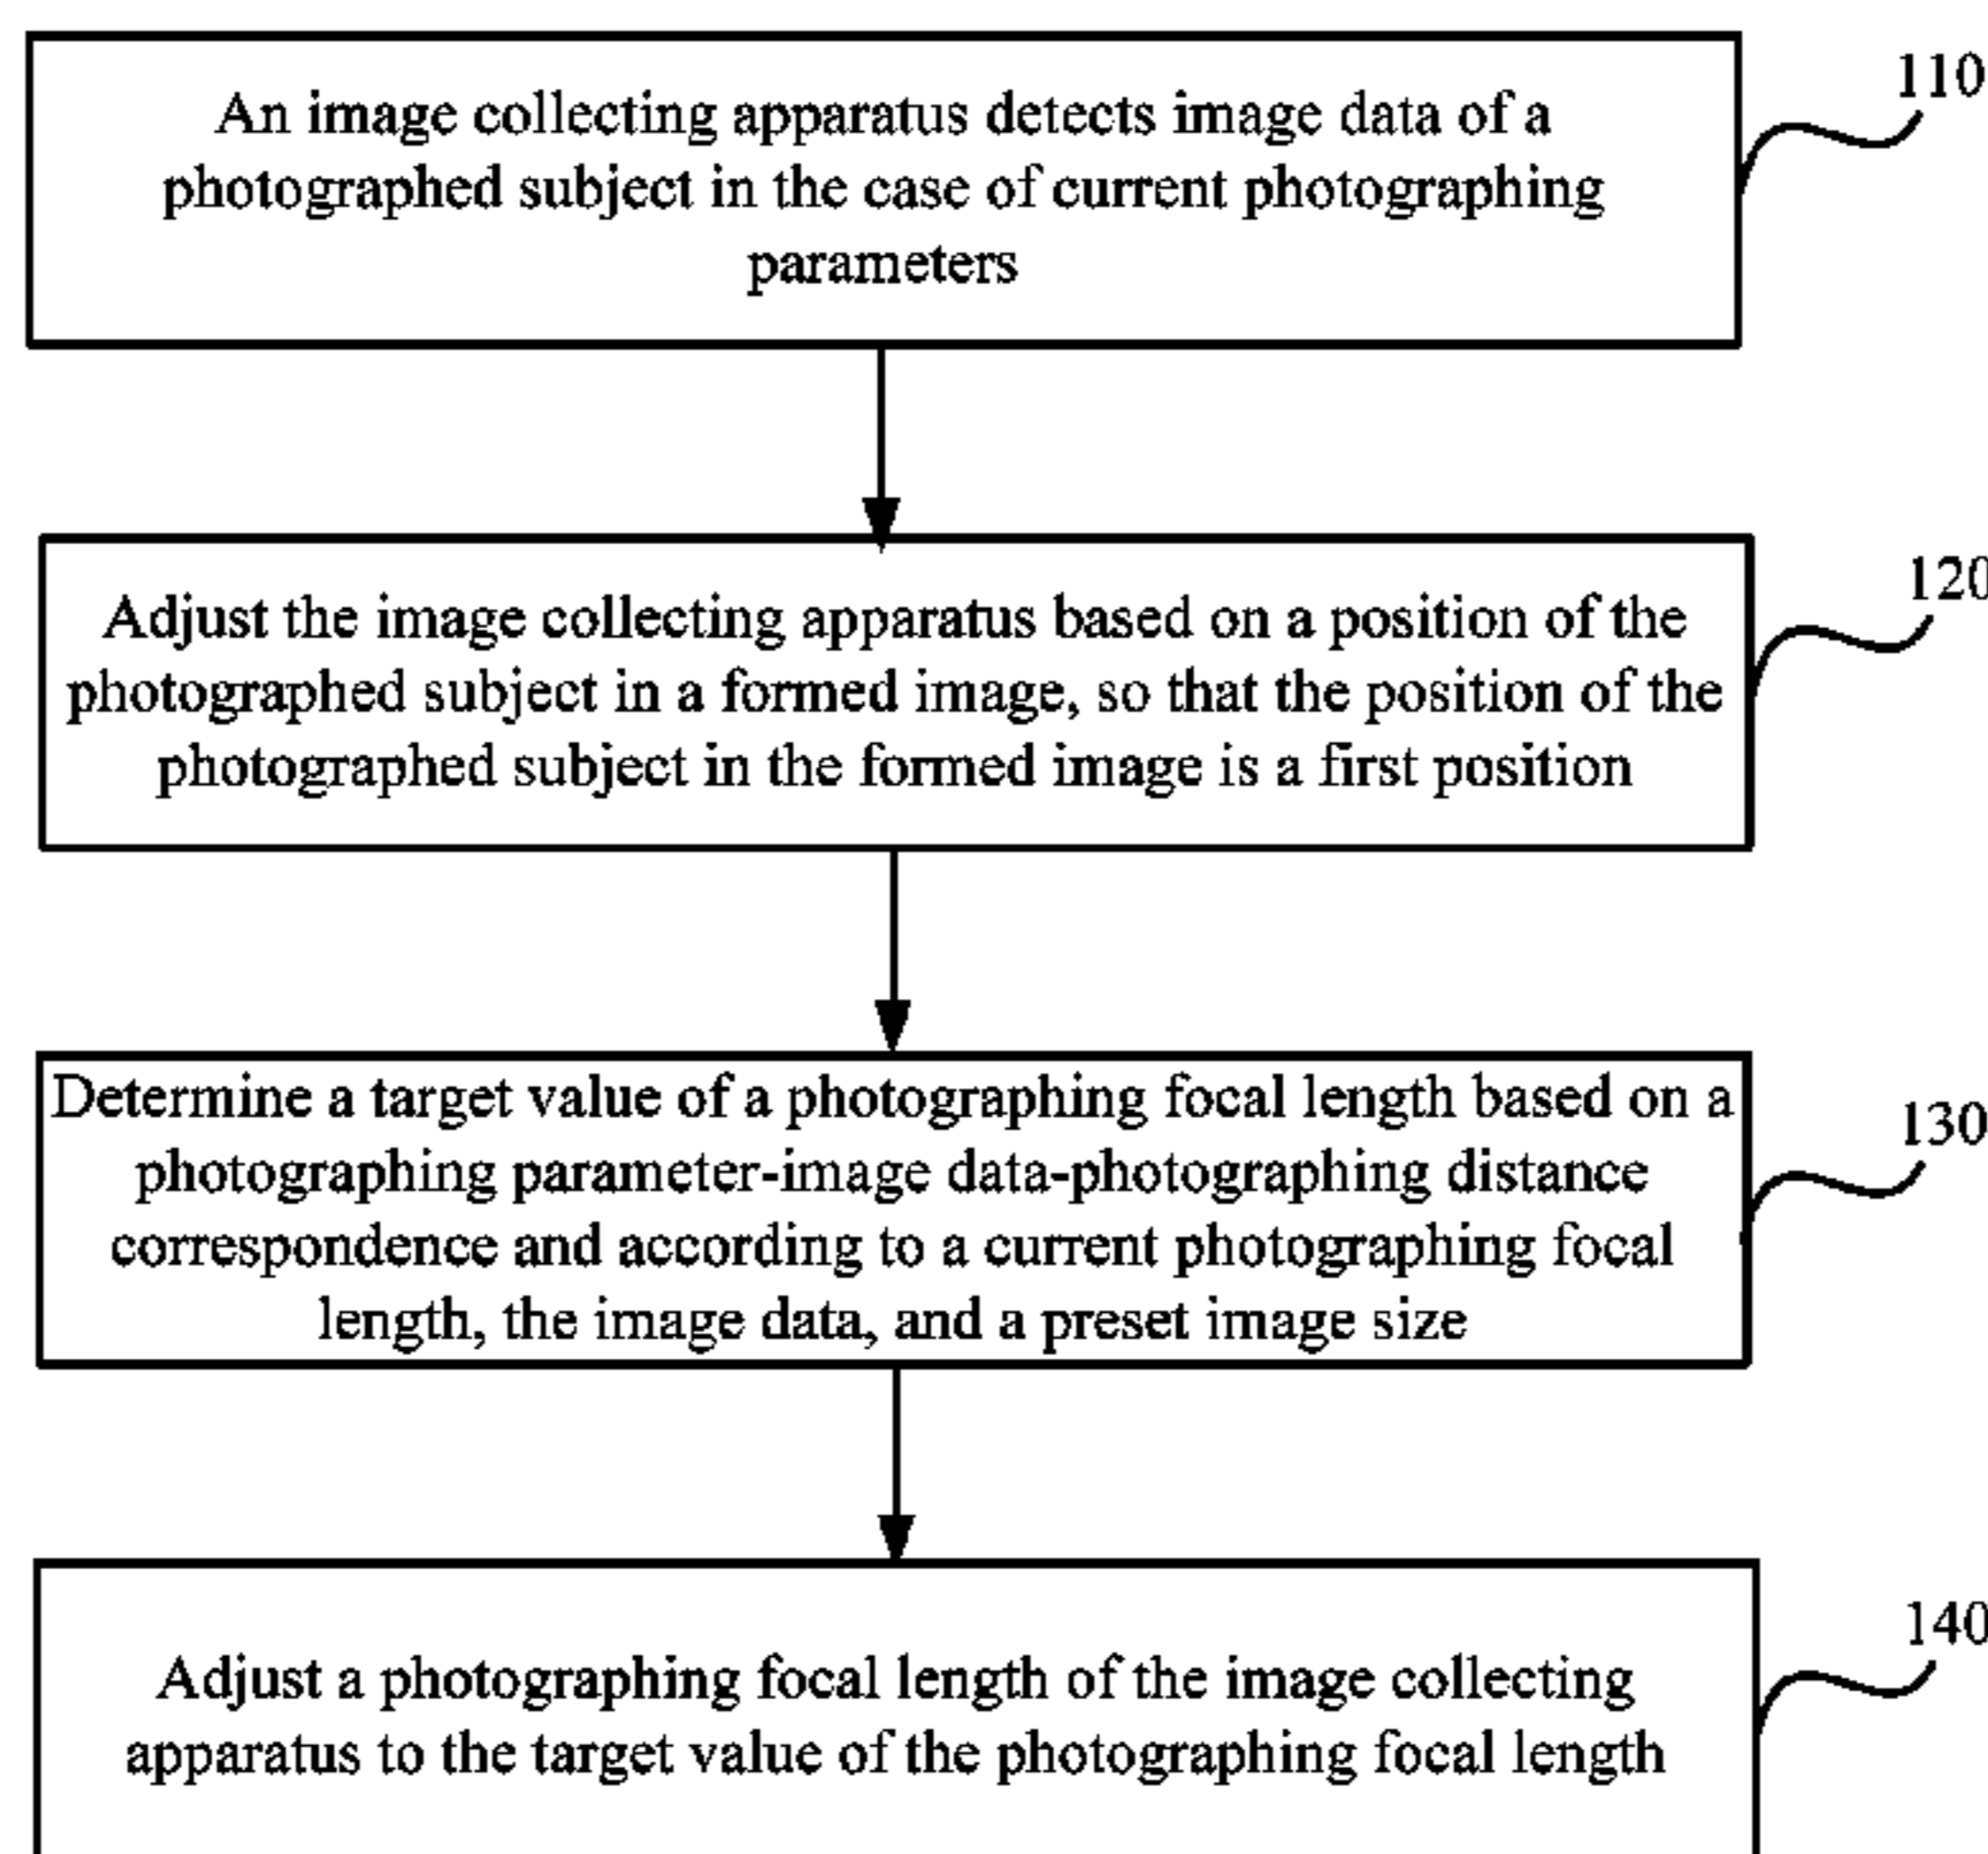 110
An image collecting apparatus detects image data of a
photographed subject in the case of current photographing
parameters
120
Adjust the image collecting apparatus based on a position of the
photographed subject in a formed image, so that the position of the
photographed subject in the formed image is a first position
130
Determine a target value of a photographing focal length based on a
photographing parameter-image data-photographing distance
correspondence and according to a current photographing focal
length, the image data, and a preset image size
140
Adjust a photographing focal length of the image collecting
apparatus to the target value of the photographing focal length